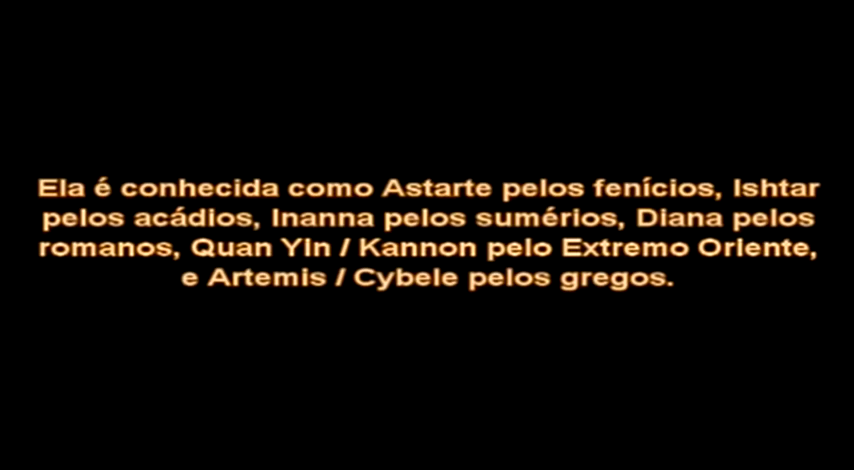 Ela é conhecida como Astarte pelos fenícios, Ishtar
pelos acádios, Inanna pelos sumérios, Diana pelos
romanos, Quan Yin / Kannon pelo Extremo Oriente,
e Artemis / Cybele pelos gregos.